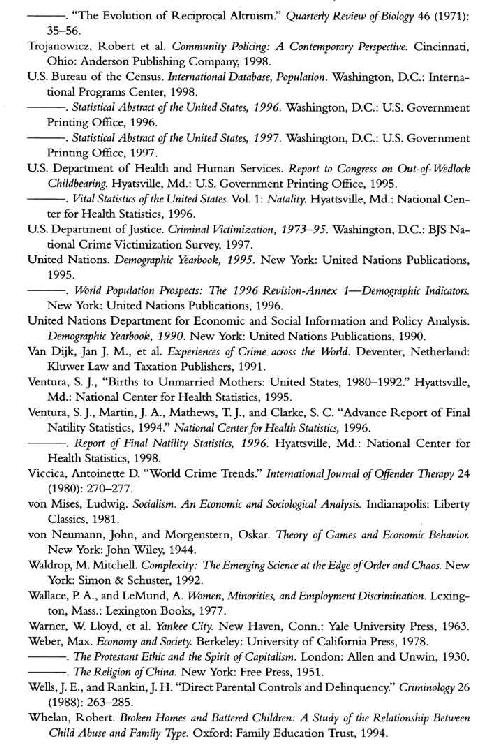 ———. “The Evolution of Reciprocal Altruism.” Quarterly Review of Biology 46 (1971):
35–56.
Trojanowicz, Robert et al. Community Policing: A Contemporary Perspective. Cincinnati,
Ohio: Anderson Publishing Company, 1998.
U.S. Bureau of the Census. International Database, Population. Washington, D.C.: Interna-
tional Programs Center, 1998.
———. Statistical Abstract of the United States, 1996. Washington, D.C.: U.S. Government
Printing Office, 1996.
———. Statistical Abstract of the United States, 1997. Washington, D.C.: U.S. Government
Printing Office, 1997.
U.S. Department of Health and Human Services. Report to Congress on Out-of-Wedlock
Childbearing. Hyattsville, Md.: U.S. Government Printing Office, 1995.
———. Vital Statistics of the United States. Vol. 1: Natality. Hyattsville, Md.: National Cen-
ter for Health Statistics, 1996.
U.S. Department of Justice. Criminal Victimization, 1973–95. Washington, D.C.: BJS Na-
tional Crime Victimization Survey, 1997.
United Nations. Demographic Yearbook, 1995. New York: United Nations Publications,
1995.
———. World Population Prospects: The 1996 Revision-Annex 1—Demographic Indicators.
New York: United Nations Publications, 1996.
United Nations Department for Economic and Social Information and Policy Analysis.
Demographic Yearbook, 1990. New York: United Nations Publications, 1990.
Van Dijk, Jan J. M., et al. Experiences of Crime across the World. Deventer, Netherland:
Kluwer Law and Taxation Publishers, 1991.
Ventura, S. J., “Births to Unmarried Mothers: United States, 1980–1992.” Hyattsville,
Md.: National Center for Health Statistics, 1995.
Ventura, S. J., Martin, J. A., Mathews, T. J., and Clarke, S. C. “Advance Report of Final
Natility Statistics, 1994.” National Center for Health Statistics, 1996.
———. Report of Final Natility Statistics, 1996. Hyattsville, Md.: National Center for
Health Statistics, 1998.
Viccica, Antoinette D. “World Crime Trends.” International Journal of Offender Therapy 24
(1980): 270–277.
von Mises, Ludwig. Socialism. An Economic and Sociological Analysis. Indianapolis: Liberty
Classics, 1981.
von Neumann, John, and Morgenstern, Oskar. Theory of Games and Economic Behavior.
New York: John Wiley, 1944.
Waldrop, M. Mitchell. Complexity: The Emerging Science at the Edge of Order and Chaos. New
York: Simon & Schuster, 1992.
Wallace, P. A., and LeMund, A. Women, Minorities, and Employment Discrimination. Lexing-
ton, Mass.: Lexington Books, 1977.
Warner, W. Lloyd, et al. Yankee City. New Haven, Conn.: Yale University Press, 1963.
Weber, Max. Economy and Society. Berkeley: University of California Press, 1978.
———. The Protestant Ethic and the Spirit of Capitalism. London: Allen and Unwin, 1930.
———. The Religion of China. New York: Free Press, 1951.
Wells, J. E., and Rankin, J. H. “Direct Parental Controls and Delinquency.” Criminology 26
(1988): 263–285.
Whelan, Robert. Broken Homes and Battered Children. A Study of the Relationship Between
Child Abuse and Family Type. Oxford: Family Education Trust, 1994.